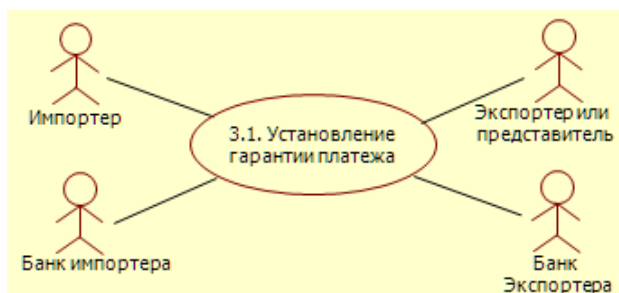 Импортер
Экспортер или
представитель
3.1. Установление
гарантии платежа
Банк импортера
Банк
Экспортера